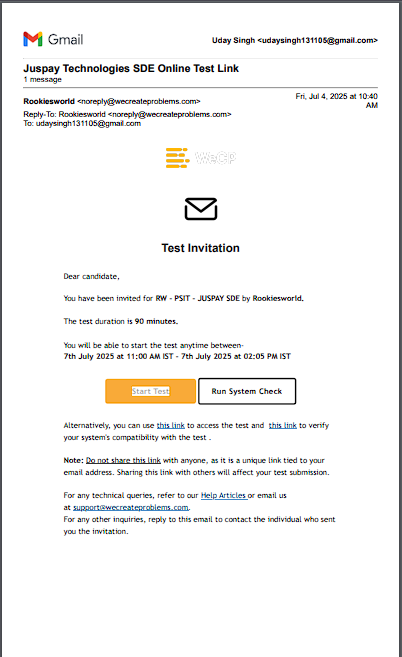 Gmail
Uday Singh <udaysingh131105@gmail.com>
Juspay Technologies SDE Online Test Link
1 message
Rookiesworld <noreply@wecreateproblems.com>
Fri, Jul 4, 2025 at 10:40
AM
Reply-To: Rookiesworld <noreply@wecreateproblems.com>
To: udaysingh131105@gmail.com
WeCP
Test Invitation
Dear candidate,
You have been invited for RW - PSIT - JUSPAY SDE by Rookiesworld.
The test duration is 90 minutes.
You will be able to start the test anytime between-
7th July 2025 at 11:00 AM IST - 7th July 2025 at 02:05 PM IST
Start Test
Run System Check
Alternatively, you can use this link to access the test and this link to verify
your system's compatibility with the test .
Note: Do not share this link with anyone, as it is a unique link tied to your
email address. Sharing this link with others will affect your test submission.
For any technical queries, refer to our Help Articles or email us
at support@wecreateproblems.com.
For any other inquiries, reply to this email to contact the individual who sent
you the invitation.